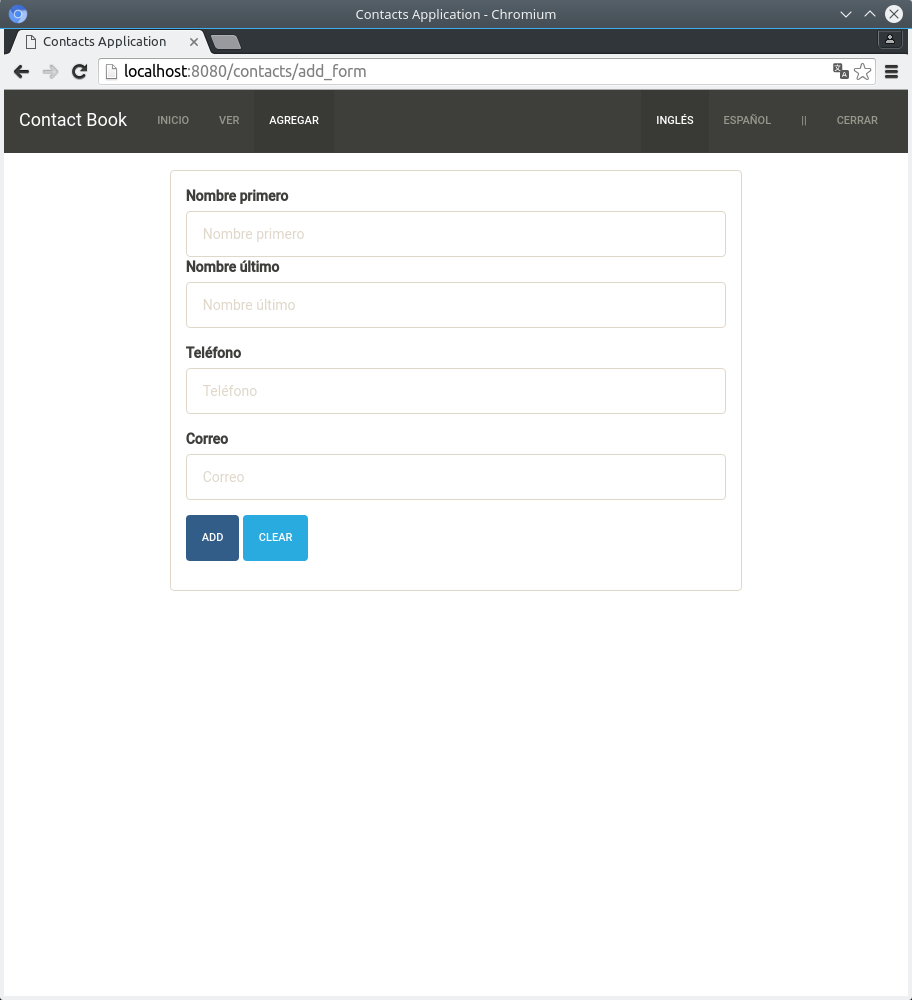 Contacts Application - Chromium
Contacts Application
localhost:8080/contacts/add_form
Contact Book INICIO VER AGREGAR INGLÉS ESPAÑOL || CERRAR
Nombre primero
Nombre primero
Nombre último
Nombre último
Teléfono
Teléfono
Correo
Correo
ADD CLEAR